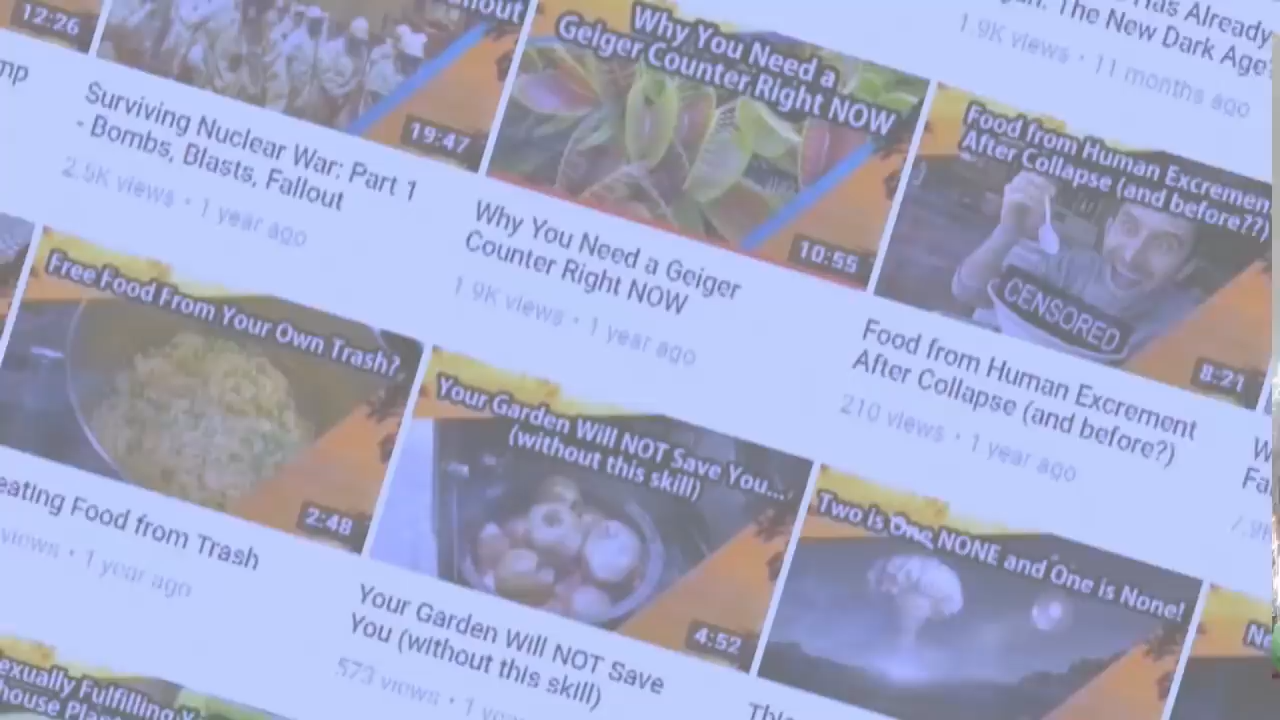 12:26
mp
nout
19:47
Surviving Nuclear War: Part 1
- Bombs, Blasts, Fallout
2.5K views • 1 year ago
Why You Need a
Geiger Counter Right NOW
10:55
Why You Need a Geiger
Counter Right NOW
1.9K views • 1 year ago
Has Already
The New Dark Age
1.9K views • 11 months ago
Food from Human Excremen
After Collapse (and before??)
CENSORED
8:21
Food from Human Excrement
After Collapse (and before?)
210 views • 1 year ago
W
Fa
Free Food From Your Own Trash?
2:48
eating Food from Trash
views • 1 year ago
Your Garden Will NOT Save You...
(without this skill)
4:52
Your Garden Will NOT Save
You (without this skill)
573 views • 1 year
Two is One NONE and One is None!
Ne
exually Fulfilling
house Plant